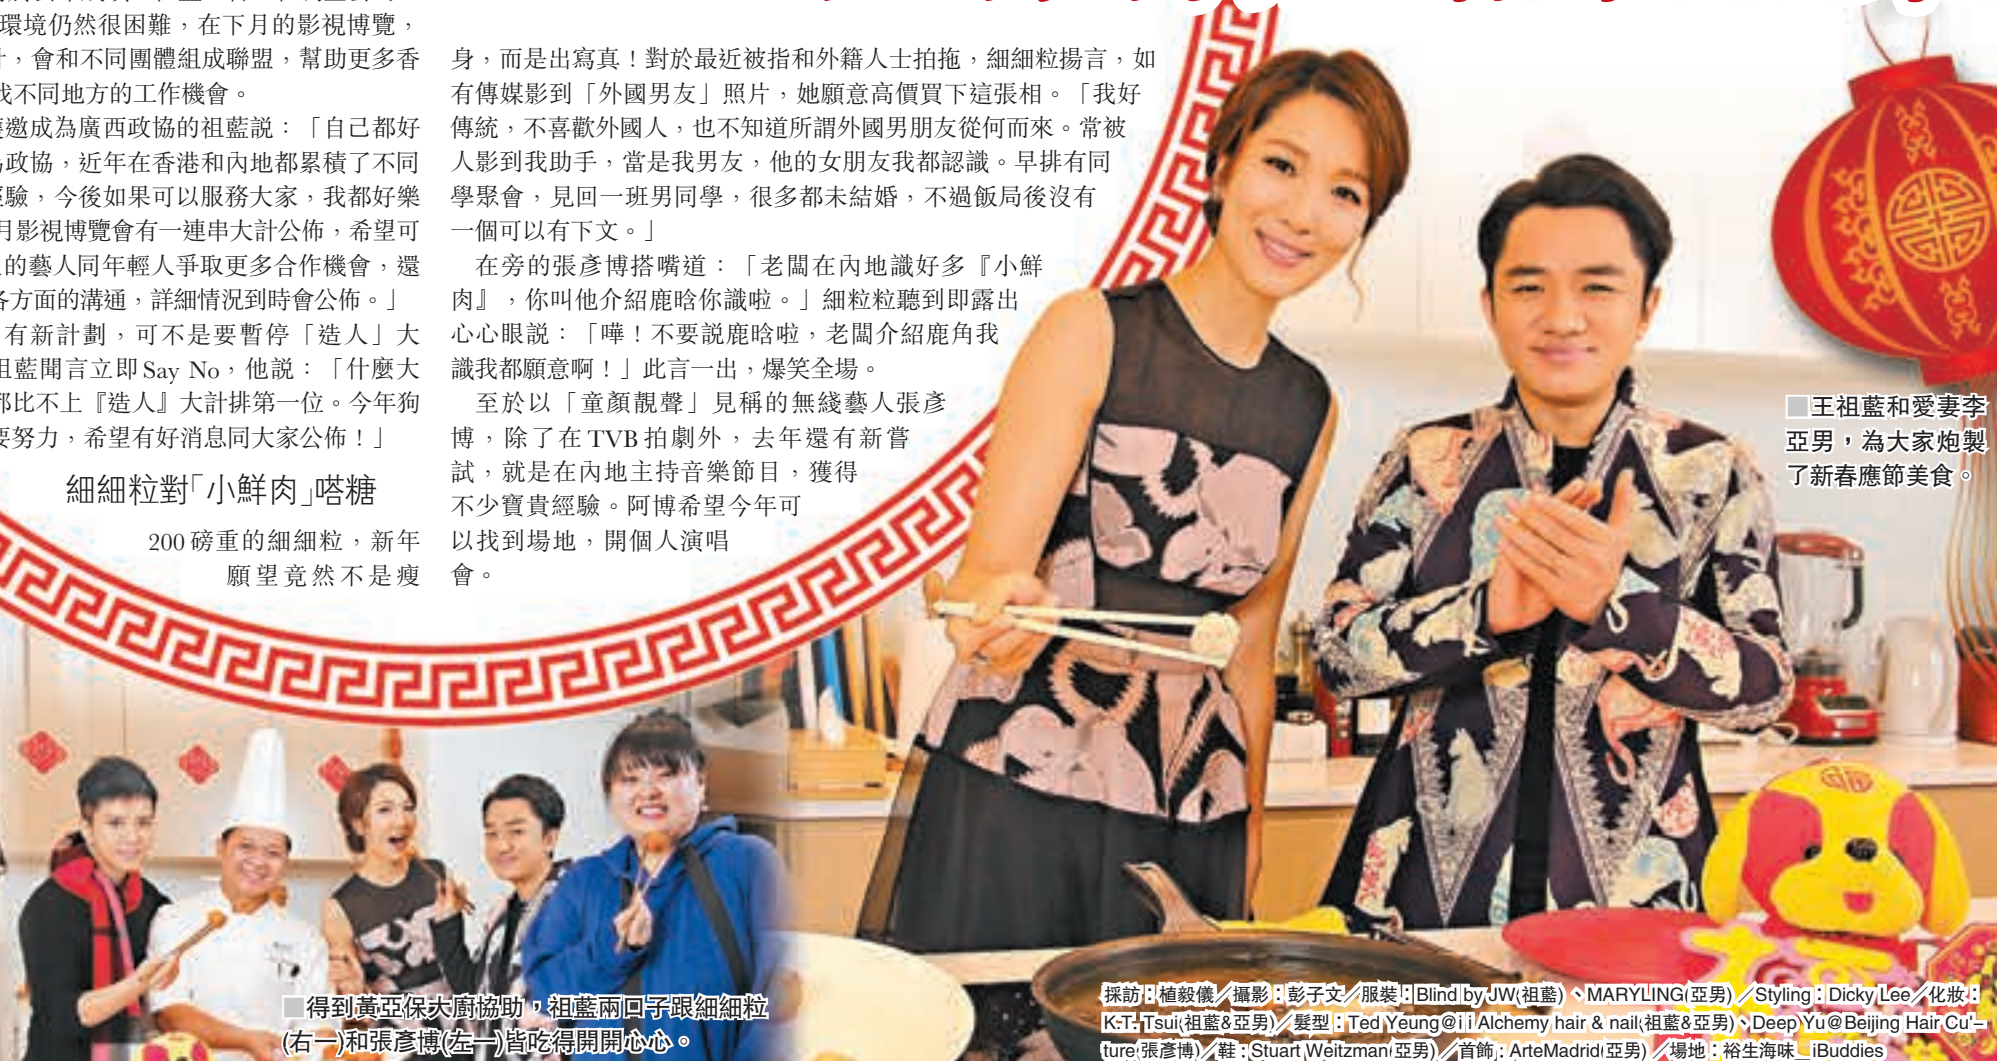 環境仍然很困難，在下月的影視博覽，
，會和不同團體組成聯盟，幫助更多香
找不同地方的工作機會。
獲邀成為廣西政協的祖藍說：「自己都好
為政協，近年在香港和內地都累積了不同
經驗，今後如果可以服務大家，我都好樂
月影視博覽會有一連串大計公佈，希望可
的藝人同年輕人爭取更多合作機會，還
各方面的溝通，詳細情況到時會公佈。」
有新計劃，可不是要暫停「造人」大
祖藍聞言立即Say No，他說：「什麼大
都比不上『造人』大計排第一位。今年狗
要努力，希望有好消息同大家公佈！」
細細粒對「小鮮肉」嗒糖
200磅重的細細粒，新年
願望竟然不是瘦
身，而是出寫真！對於最近被指和外籍人士拍拖，細細粒揚言，如
有傳媒影到「外國男友」照片，她願意高價買下這張相。「我好
傳統，不喜歡外國人，也不知道所謂外國男朋友從何而來。常被
人影到我助手，當是我男友，他的女朋友我都認識。早排有同
學聚會，見回一班男同學，很多都未結婚，不過飯局後沒有
一個可以有下文。」
在旁的張彥博搭嘴道：「老闆在內地識好多『小鮮
肉』，你叫他介紹鹿晗你識啦。」細粒粒聽到即露出
心心眼說：「嘩！不要說鹿晗啦，老闆介紹鹿角我
識我都願意啊！」此言一出，爆笑全場。
至於以「童顏靚聲」見稱的無綫藝人張彥
博，除了在TVB拍劇外，去年還有新嘗
試，就是在內地主持音樂節目，獲得
不少寶貴經驗。阿博希望今年可
以找到場地，開個人演唱
會。
■王祖藍和愛妻李
亞男，為大家炮製
了新春應節美食。
■得到黃亞保大廚協助，祖藍兩口子跟細細粒
(右一)和張彥博(左一)皆吃得開開心心。
採訪：植毅儀／攝影：彭子文／服裝：Blind by JW(祖藍)、MARYLING(亞男)／Styling：Dicky Lee／化妝：
K.T. Tsui(祖藍&亞男)／髮型：Ted Yeung@i i Alchemy hair & nail(祖藍&亞男)、Deep Yu@Beijing Hair Cu'–
ture(張彥博)／鞋：Stuart Weitzman(亞男)／首飾：ArteMadrid(亞男)／場地：裕生海味_iBuddies